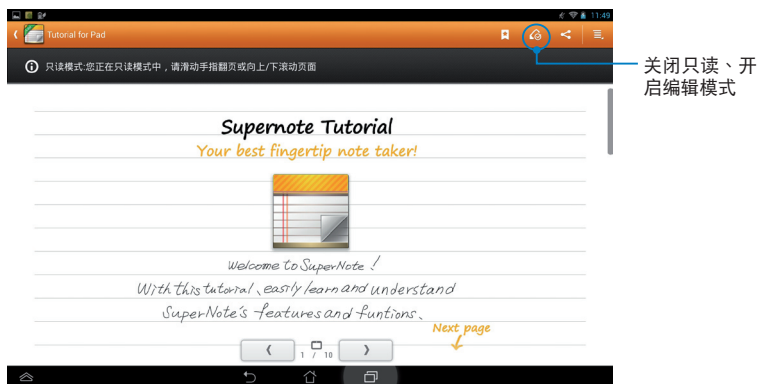 11:49
Tutorial for Pad
只读模式:您正在只读模式中，请滑动手指翻页或向上/下滚动页面
关闭只读、开
启编辑模式
Supernote Tutorial
Your best fingertip note taker!
Welcome to SuperNote!
With this tutorial, easily learn and understand
SuperNote's features and funtions.
Next page
1 / 10